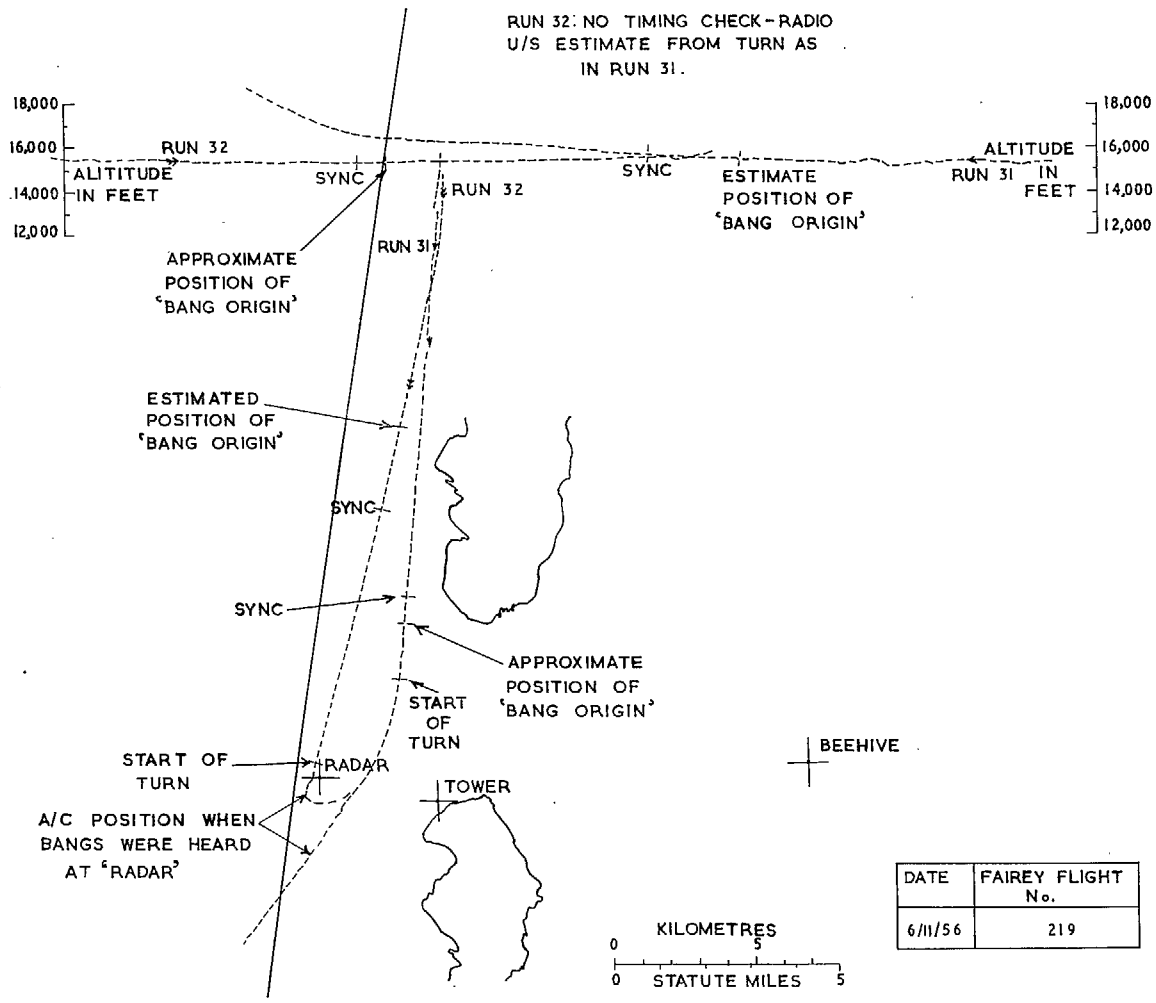 RUN 32: NO TIMING CHECK-RADIO
U/S ESTIMATE FROM TURN AS
IN RUN 31.
18,000
16,000
14,000
12,000
ALTITUDE
IN FEET
RUN 32
SYNC
SYNC
ESTIMATE
POSITION OF
'BANG ORIGIN'
RUN 31
ALTITUDE
IN
FEET
18,000
16,000
14,000
12,000
RUN 32
RUN 31
APPROXIMATE
POSITION OF
'BANG ORIGIN'
ESTIMATED
POSITION OF
'BANG ORIGIN'
SYNC
SYNC
APPROXIMATE
POSITION OF
'BANG ORIGIN'
START
OF
TURN
START OF
TURN
RADAR
TOWER
BEEHIVE
A/C POSITION WHEN
BANGS WERE HEARD
AT 'RADAR'
KILOMETRES
0 5
0 5
STATUTE MILES
DATE FAIREY FLIGHT
No.
6/11/56 219